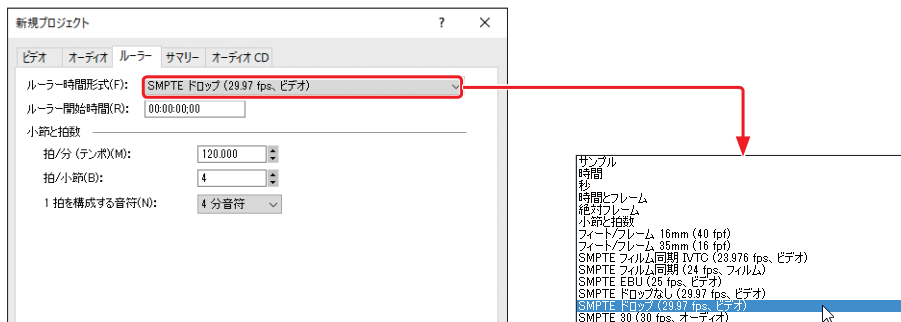 新規プロジェクト ? ×
ビデオ オーディオ ルーラー サマリー オーディオ CD
ルーラー時間形式(F): SMPTE ドロップ (29.97 fps、ビデオ)
ルーラー開始時間(R): 00:00:00;00
小節と拍数
拍/分 (テンポ)(M): 120.000
拍/小節(B): 4
1 拍を構成する音符(N): 4 分音符
サンプル
時間
秒
時間とフレーム
絶対フレーム
小節と拍数
フィート/フレーム 16mm (40 fpf)
フィート/フレーム 35mm (16 fpf)
SMPTE フィルム同期 IVTC (23.976 fps、ビデオ)
SMPTE フィルム同期 (24 fps、フィルム)
SMPTE EBU (25 fps、ビデオ)
SMPTE ドロップなし (29.97 fps、ビデオ)
SMPTE ドロップ (29.97 fps、ビデオ)
SMPTE 30 (30 fps、オーディオ)